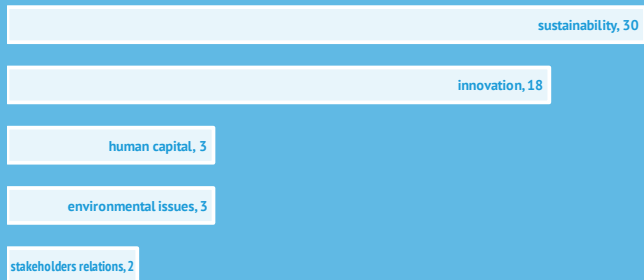 sustainability, 30
innovation, 18
human capital, 3
environmental issues, 3
stakeholders relations, 2